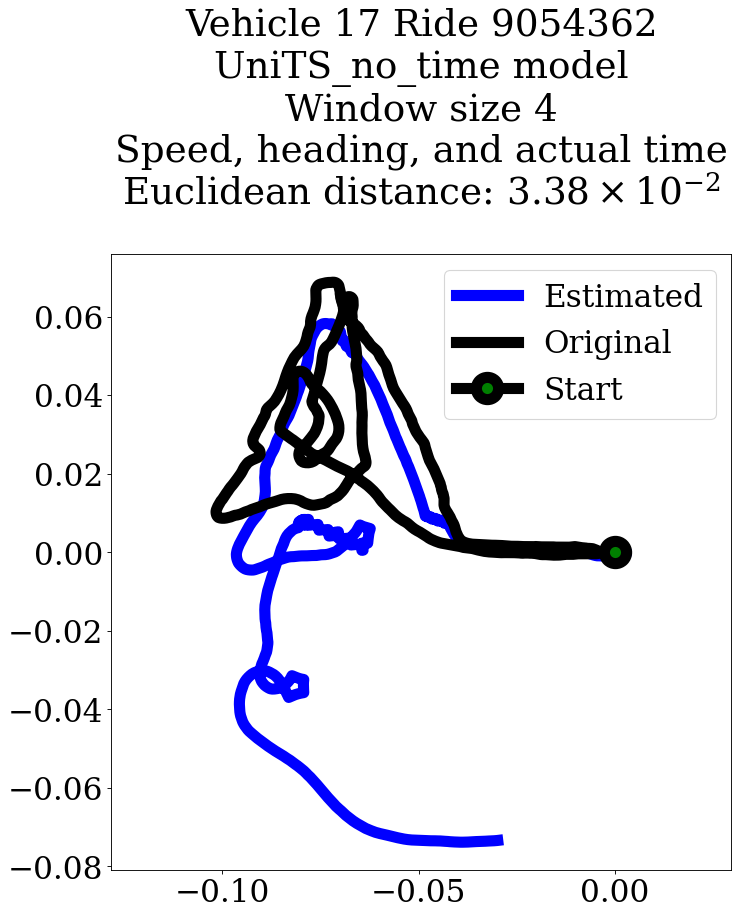 Vehicle 17 Ride 9054362
UniTS_no_time model
Window size 4
Speed, heading, and actual time
Euclidean distance: 3.38 × 10⁻²
Estimated
Original
Start
0.06
0.04
0.02
0.00
−0.02
−0.04
−0.06
−0.08
−0.10
−0.05
0.00